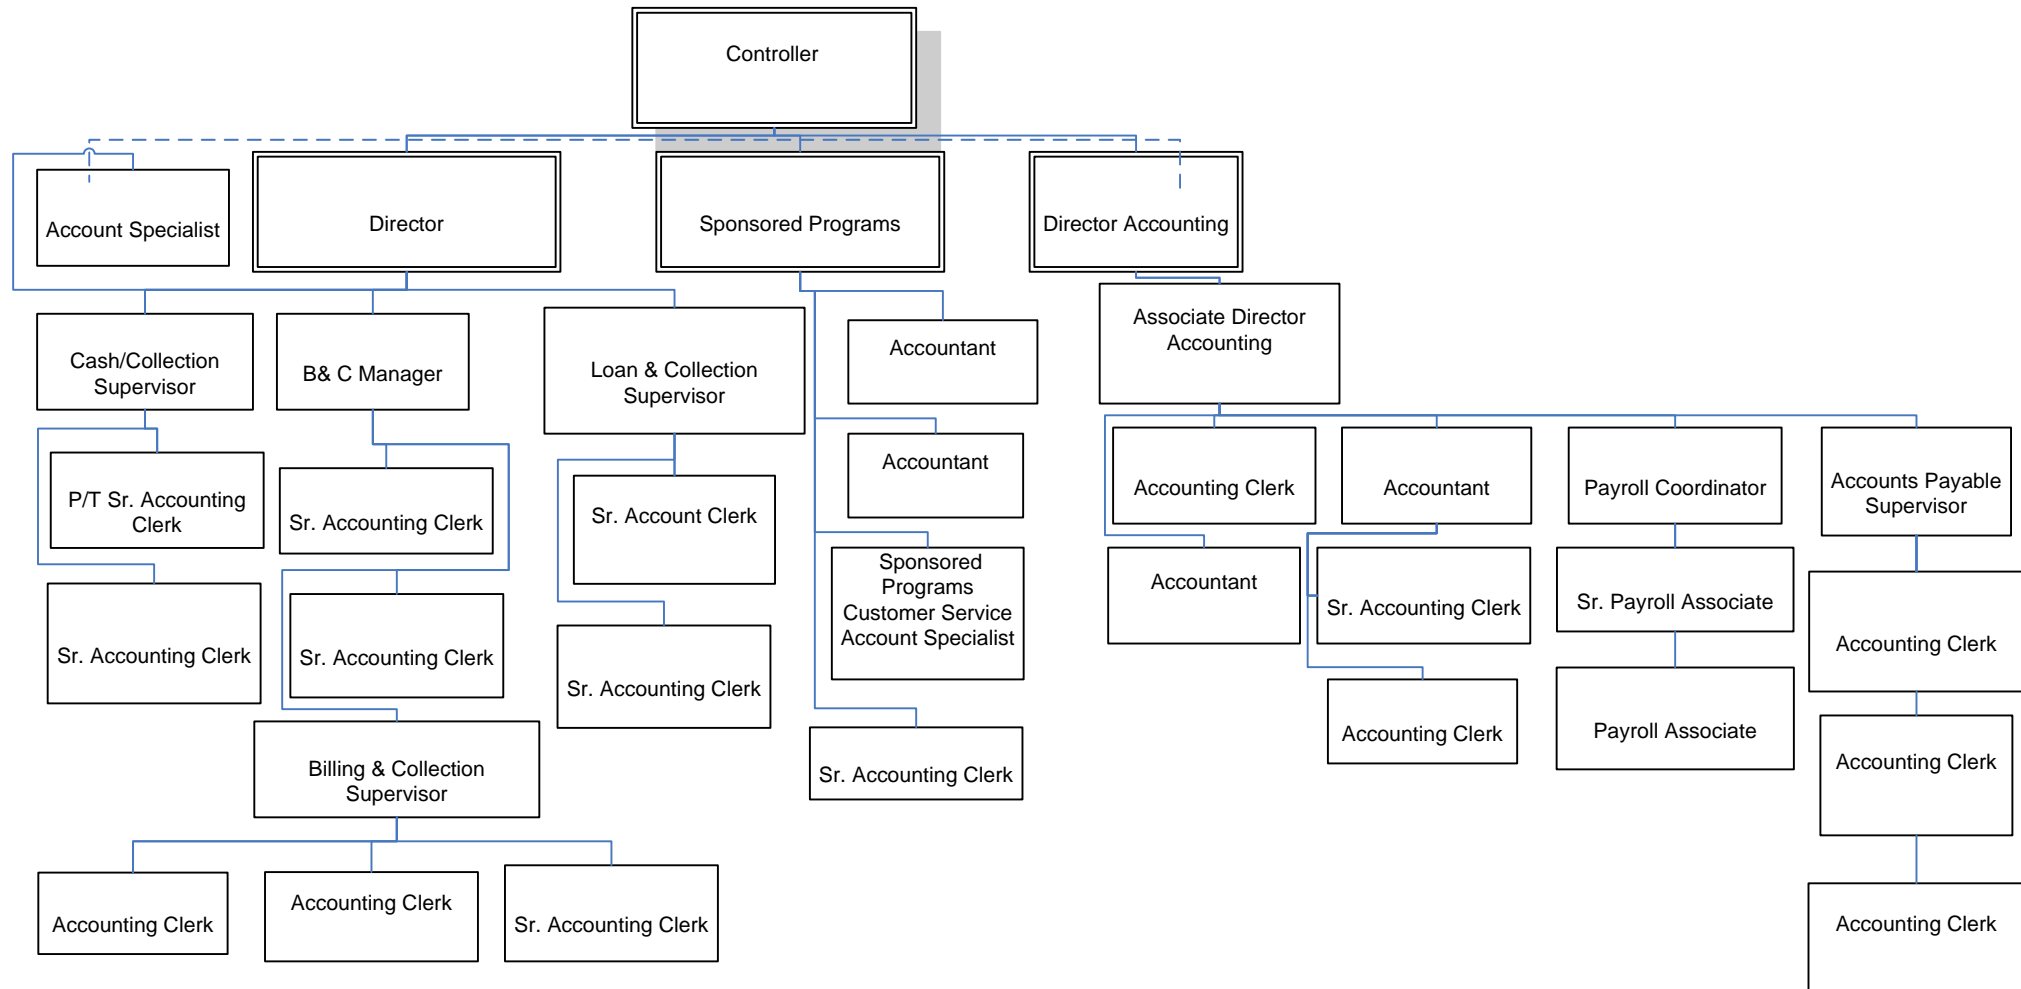 Controller
Account Specialist
Director
Sponsored Programs
Director Accounting
Cash/Collection
Supervisor
B& C Manager
Loan & Collection
Supervisor
Accountant
Associate Director
Accounting
P/T Sr. Accounting
Clerk
Sr. Accounting Clerk
Sr. Account Clerk
Accountant
Accounting Clerk
Accountant
Payroll Coordinator
Accounts Payable
Supervisor
Sr. Accounting Clerk
Sr. Accounting Clerk
Sr. Accounting Clerk
Sponsored
Programs
Customer Service
Account Specialist
Accountant
Sr. Accounting Clerk
Sr. Payroll Associate
Accounting Clerk
Billing & Collection
Supervisor
Sr. Accounting Clerk
Accounting Clerk
Payroll Associate
Accounting Clerk
Accounting Clerk
Accounting Clerk
Sr. Accounting Clerk
Accounting Clerk